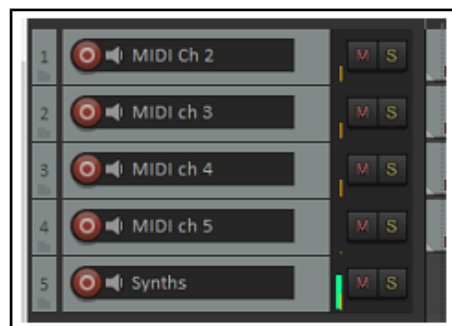 1 MIDI Ch 2 M S
2 MIDI ch 3 M S
3 MIDI ch 4 M S
4 MIDI ch 5 M S
5 Synths M S